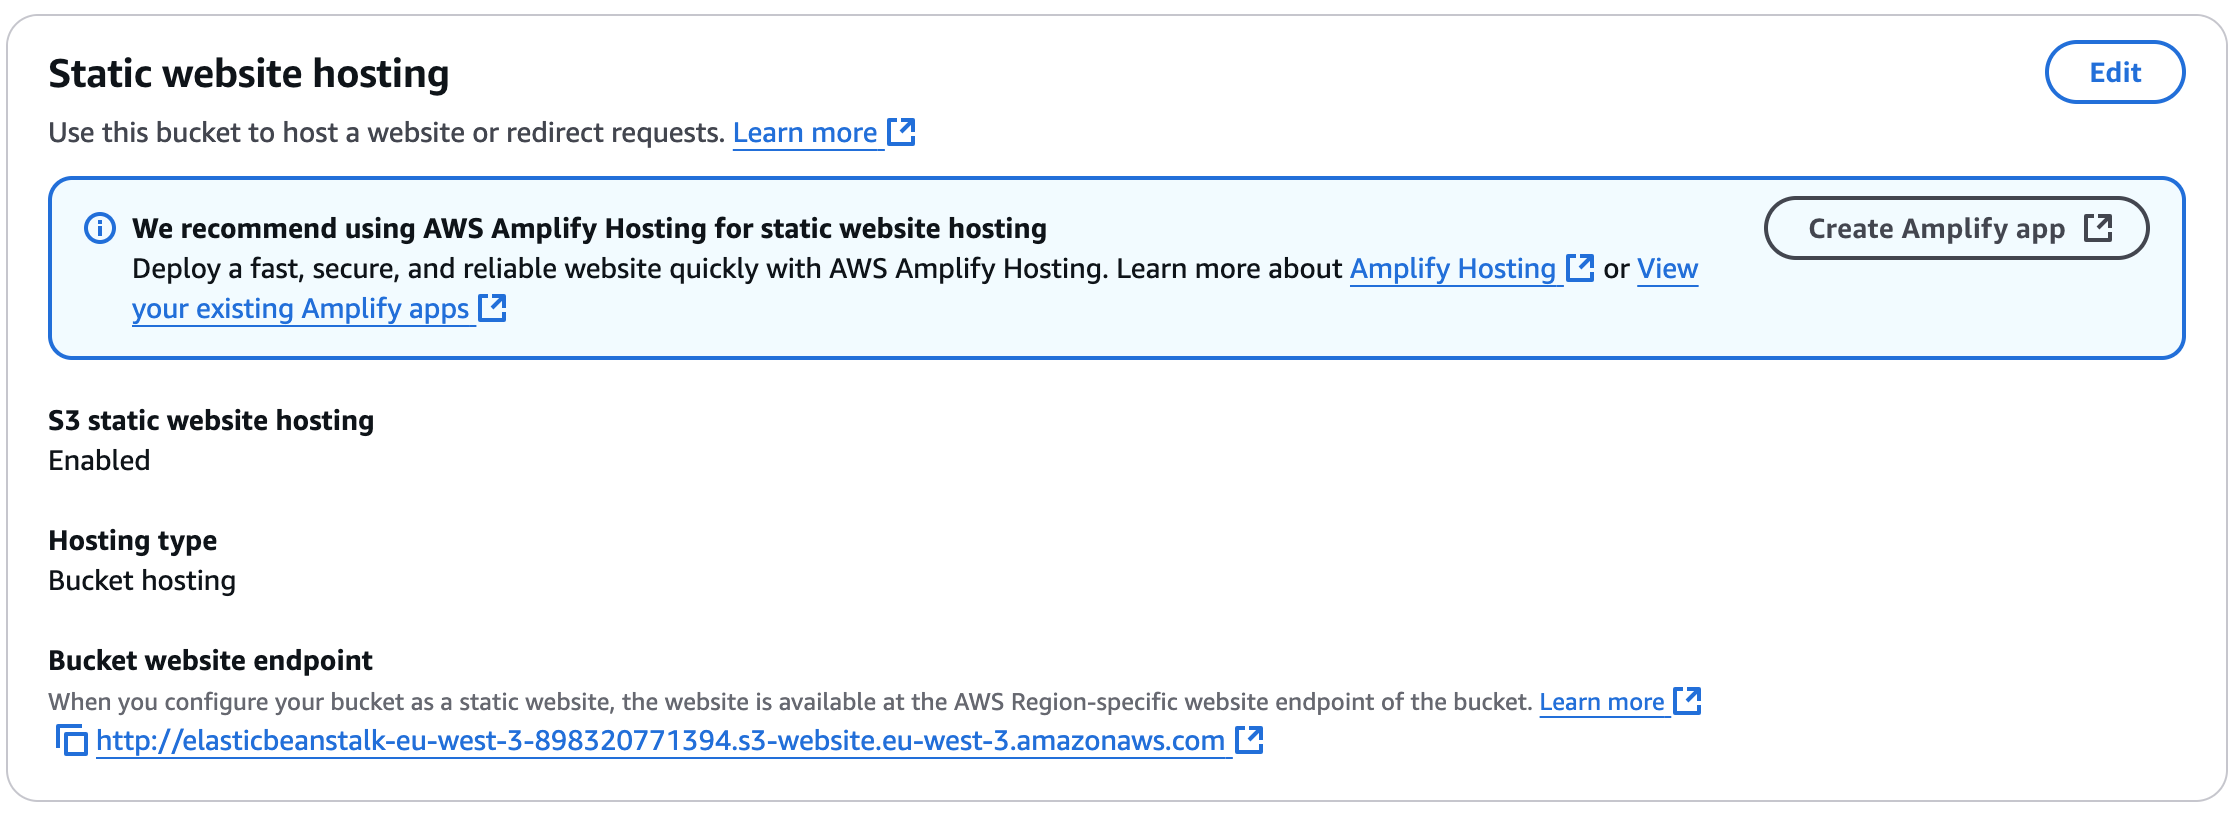 Static website hosting
Edit
Use this bucket to host a website or redirect requests. Learn more
We recommend using AWS Amplify Hosting for static website hosting
Create Amplify app
Deploy a fast, secure, and reliable website quickly with AWS Amplify Hosting. Learn more about Amplify Hosting or View
your existing Amplify apps
S3 static website hosting
Enabled
Hosting type
Bucket hosting
Bucket website endpoint
When you configure your bucket as a static website, the website is available at the AWS Region-specific website endpoint of the bucket. Learn more
http://elasticbeanstalk-eu-west-3-898320771394.s3-website.eu-west-3.amazonaws.com